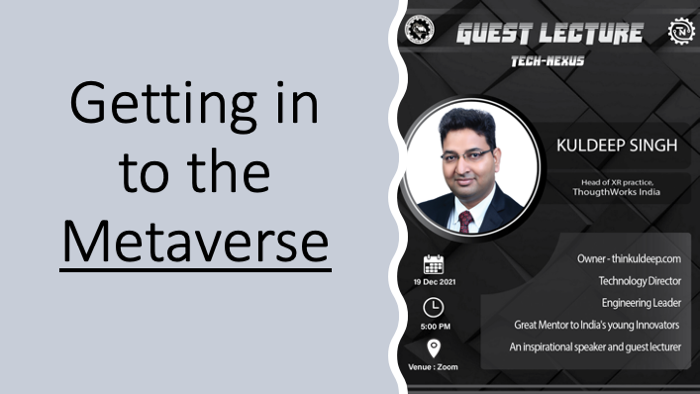 Getting in
to the
Metaverse
GUEST LECTURE
TECH-NEXUS
KULDEEP SINGH
Head of XR practice,
ThougthWorks India
19 Dec 2021
5:00 PM
Venue : Zoom
Owner - thinkuldeep.com
Technology Director
Engineering Leader
Great Mentor to India's young Innovators
An inspirational speaker and guest lecturer